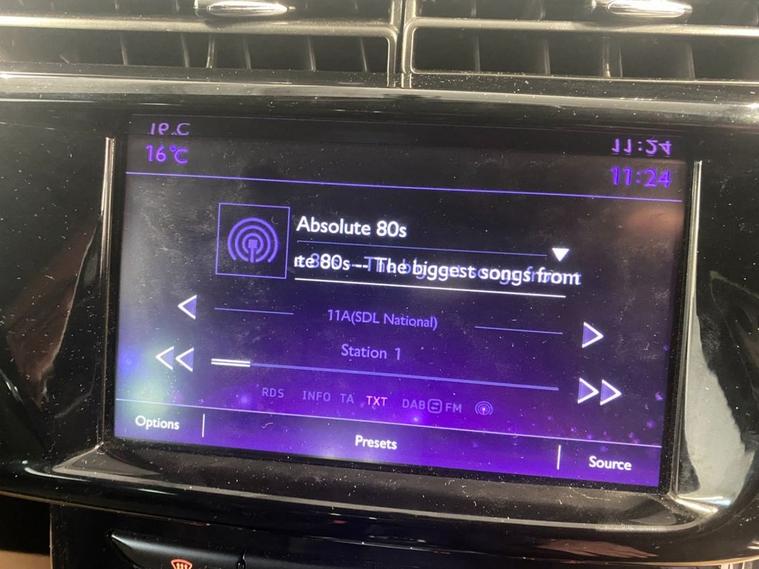 16°C 11:24
Absolute 80s
te 80s -- The biggest songs from
11A(SDL National)
Station 1
RDS INFO TA TXT DAB FM
Options Presets Source